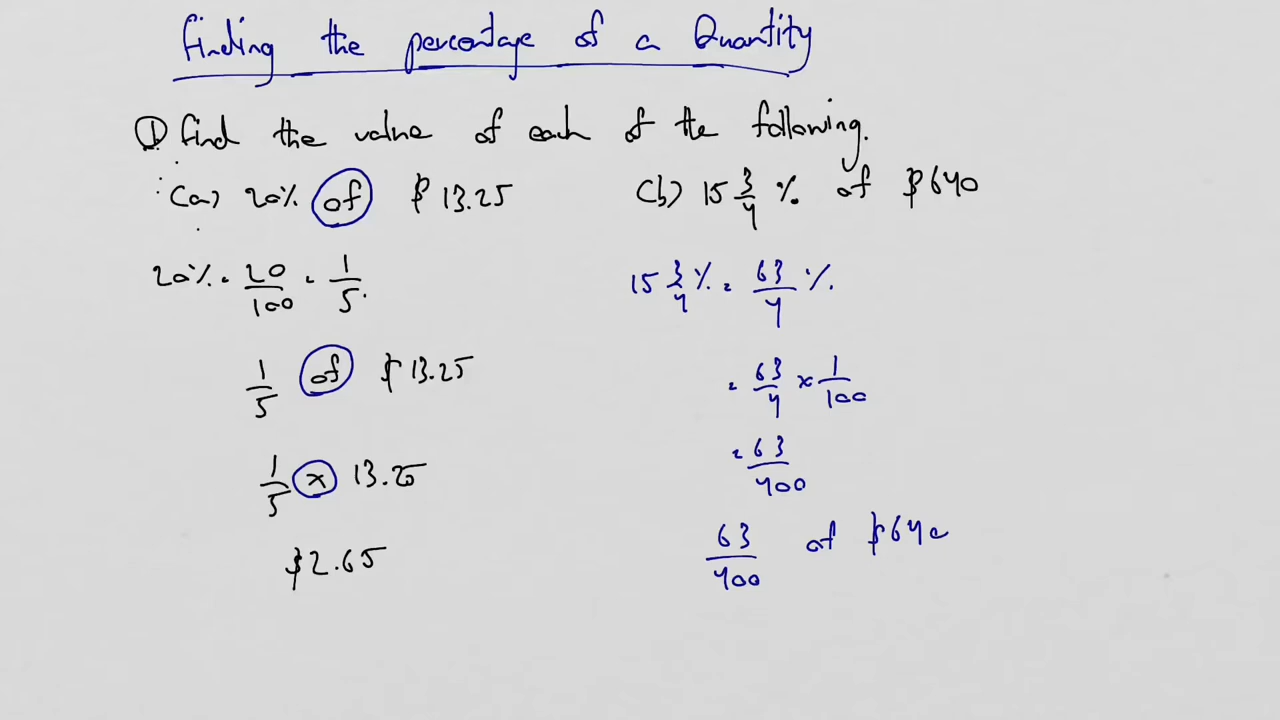 Finding the percentage of a Quantity
① Find the value of each of the following.
(a) 20% of $13.25
20% = 20/100 = 1/5.
1/5 of $13.25
1/5 × 13.25
$2.65
(b) 15 3/4 % of $640
15 3/4 % = 63/4 %
= 63/4 × 1/100
= 63/400
63/400 of $640